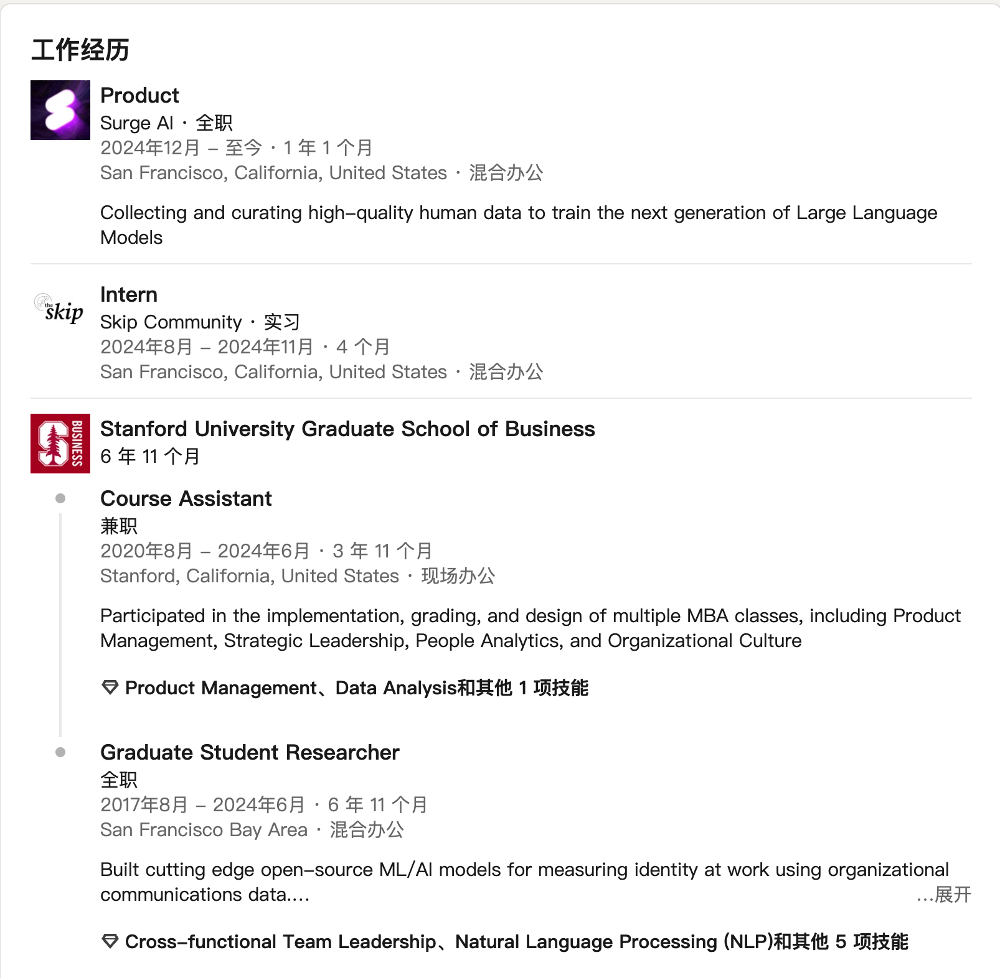 工作经历
Product
Surge AI · 全职
2024年12月 – 至今 · 1 年 1 个月
San Francisco, California, United States · 混合办公
Collecting and curating high-quality human data to train the next generation of Large Language
Models
the
skip
Intern
Skip Community · 实习
2024年8月 – 2024年11月 · 4 个月
San Francisco, California, United States · 混合办公
S BUSINESS
Stanford University Graduate School of Business
6 年 11 个月
Course Assistant
兼职
2020年8月 – 2024年6月 · 3 年 11 个月
Stanford, California, United States · 现场办公
Participated in the implementation, grading, and design of multiple MBA classes, including Product
Management, Strategic Leadership, People Analytics, and Organizational Culture
Product Management、Data Analysis和其他 1 项技能
Graduate Student Researcher
全职
2017年8月 – 2024年6月 · 6 年 11 个月
San Francisco Bay Area · 混合办公
Built cutting edge open-source ML/AI models for measuring identity at work using organizational
communications data.... ...展开
Cross-functional Team Leadership、Natural Language Processing (NLP)和其他 5 项技能